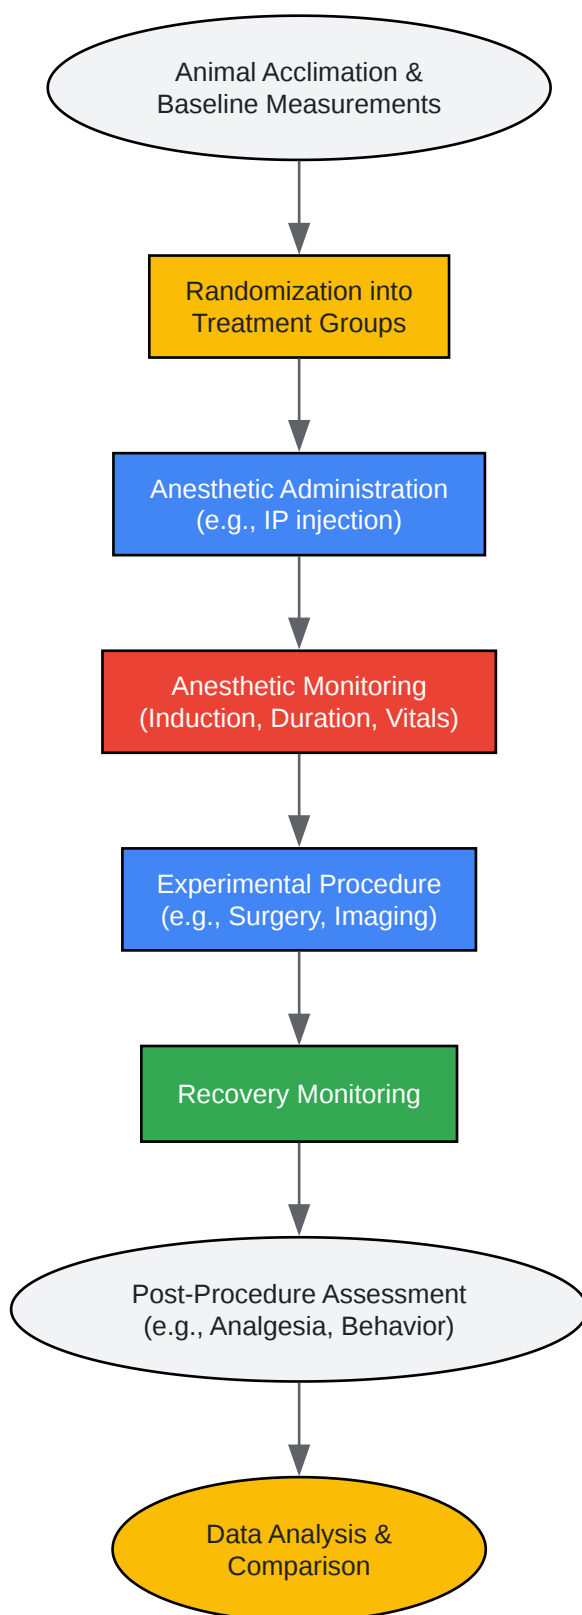 Animal Acclimation &
Baseline Measurements
Randomization into
Treatment Groups
Anesthetic Administration
(e.g., IP injection)
Anesthetic Monitoring
(Induction, Duration, Vitals)
Experimental Procedure
(e.g., Surgery, Imaging)
Recovery Monitoring
Post-Procedure Assessment
(e.g., Analgesia, Behavior)
Data Analysis &
Comparison